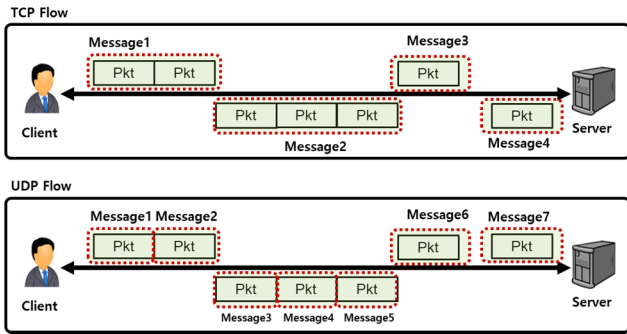 TCP Flow
Message1
Message3
Pkt Pkt
Pkt
Client
Server
Pkt Pkt Pkt
Pkt
Message2
Message4
UDP Flow
Message1 Message2
Message6 Message7
Pkt Pkt
Pkt Pkt
Client
Server
Pkt Pkt Pkt
Message3 Message4 Message5